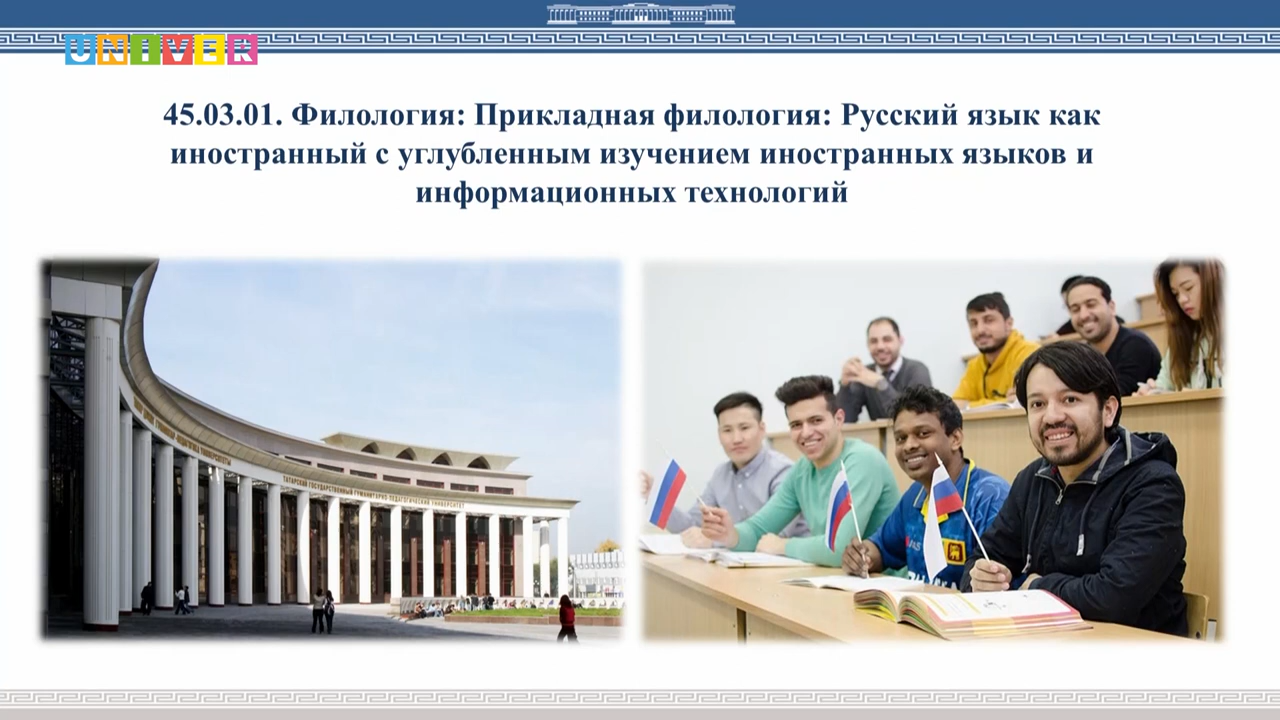 UNIVER
45.03.01. Филология: Прикладная филология: Русский язык как
иностранный с углубленным изучением иностранных языков и
информационных технологий
ТАТАРСКИЙ ГОСУДАРСТВЕННЫЙ ГУМАНИТАРНО-ПЕДАГОГИЧЕСКИЙ УНИВЕРСИТЕТ